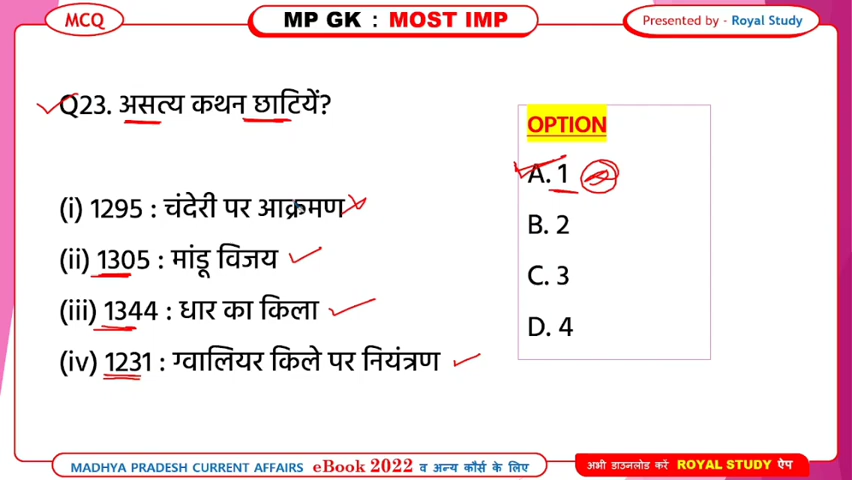 MCQ
MP GK : MOST IMP
Presented by - Royal Study
Q23. असत्य कथन छाटियें?
OPTION
A. 1
(i) 1295 : चंदेरी पर आक्रमण
B. 2
(ii) 1305 : मांडू विजय
C. 3
(iii) 1344 : धार का किला
D. 4
(iv) 1231 : ग्वालियर किले पर नियंत्रण
MADHYA PRADESH CURRENT AFFAIRS eBook 2022 व अन्य कौर्स के लिए
अभी डाउनलोड करें ROYAL STUDY ऐप